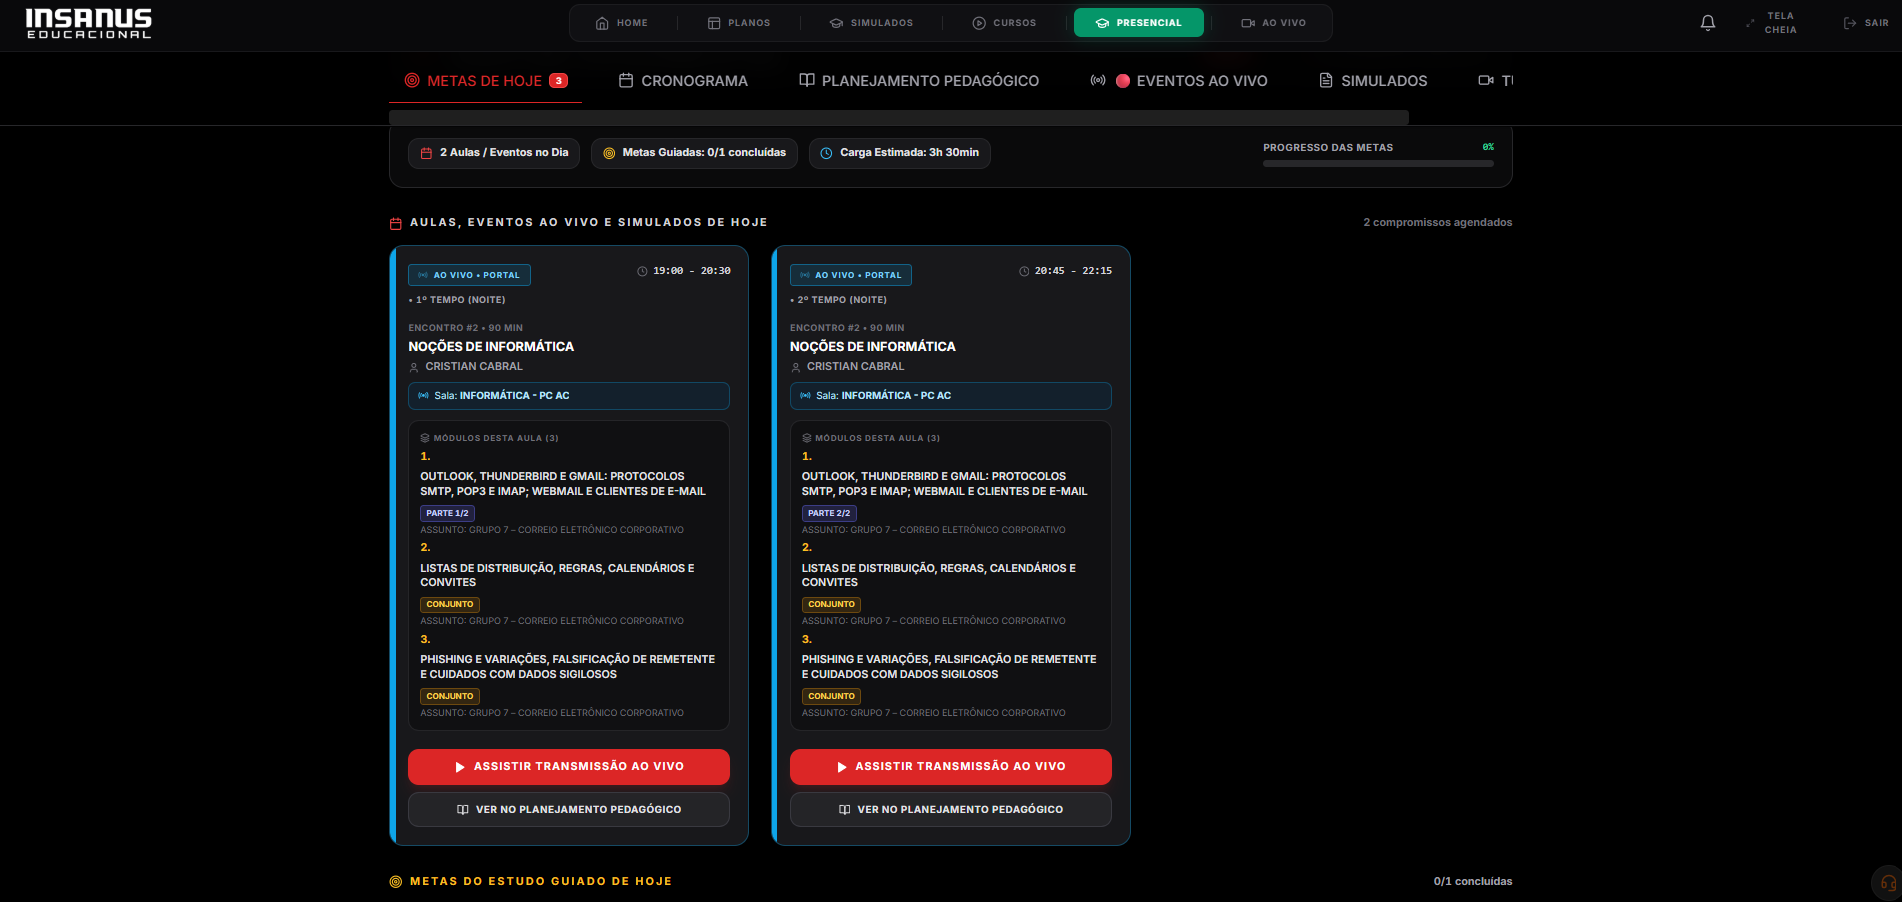 INSANUS
EDUCACIONAL
HOME
PLANOS
SIMULADOS
CURSOS
PRESENCIAL
AO VIVO
TELA
CHEIA
SAIR
METAS DE HOJE 3
CRONOGRAMA
PLANEJAMENTO PEDAGÓGICO
EVENTOS AO VIVO
SIMULADOS
2 Aulas / Eventos no Dia
Metas Guiadas: 0/1 concluídas
Carga Estimada: 3h 30min
PROGRESSO DAS METAS
0%
AULAS, EVENTOS AO VIVO E SIMULADOS DE HOJE
2 compromissos agendados
AO VIVO • PORTAL
19:00 - 20:30
• 1º TEMPO (NOITE)
ENCONTRO #2 • 90 MIN
NOÇÕES DE INFORMÁTICA
CRISTIAN CABRAL
Sala: INFORMÁTICA - PC AC
MÓDULOS DESTA AULA (3)
1.
OUTLOOK, THUNDERBIRD E GMAIL: PROTOCOLOS
SMTP, POP3 E IMAP; WEBMAIL E CLIENTES DE E-MAIL
PARTE 1/2
ASSUNTO: GRUPO 7 – CORREIO ELETRÔNICO CORPORATIVO
2.
LISTAS DE DISTRIBUIÇÃO, REGRAS, CALENDÁRIOS E
CONVITES
CONJUNTO
ASSUNTO: GRUPO 7 – CORREIO ELETRÔNICO CORPORATIVO
3.
PHISHING E VARIAÇÕES, FALSIFICAÇÃO DE REMETENTE
E CUIDADOS COM DADOS SIGILOSOS
CONJUNTO
ASSUNTO: GRUPO 7 – CORREIO ELETRÔNICO CORPORATIVO
ASSISTIR TRANSMISSÃO AO VIVO
VER NO PLANEJAMENTO PEDAGÓGICO
AO VIVO • PORTAL
20:45 - 22:15
• 2º TEMPO (NOITE)
ENCONTRO #2 • 90 MIN
NOÇÕES DE INFORMÁTICA
CRISTIAN CABRAL
Sala: INFORMÁTICA - PC AC
MÓDULOS DESTA AULA (3)
1.
OUTLOOK, THUNDERBIRD E GMAIL: PROTOCOLOS
SMTP, POP3 E IMAP; WEBMAIL E CLIENTES DE E-MAIL
PARTE 2/2
ASSUNTO: GRUPO 7 – CORREIO ELETRÔNICO CORPORATIVO
2.
LISTAS DE DISTRIBUIÇÃO, REGRAS, CALENDÁRIOS E
CONVITES
CONJUNTO
ASSUNTO: GRUPO 7 – CORREIO ELETRÔNICO CORPORATIVO
3.
PHISHING E VARIAÇÕES, FALSIFICAÇÃO DE REMETENTE
E CUIDADOS COM DADOS SIGILOSOS
CONJUNTO
ASSUNTO: GRUPO 7 – CORREIO ELETRÔNICO CORPORATIVO
ASSISTIR TRANSMISSÃO AO VIVO
VER NO PLANEJAMENTO PEDAGÓGICO
METAS DO ESTUDO GUIADO DE HOJE
0/1 concluídas